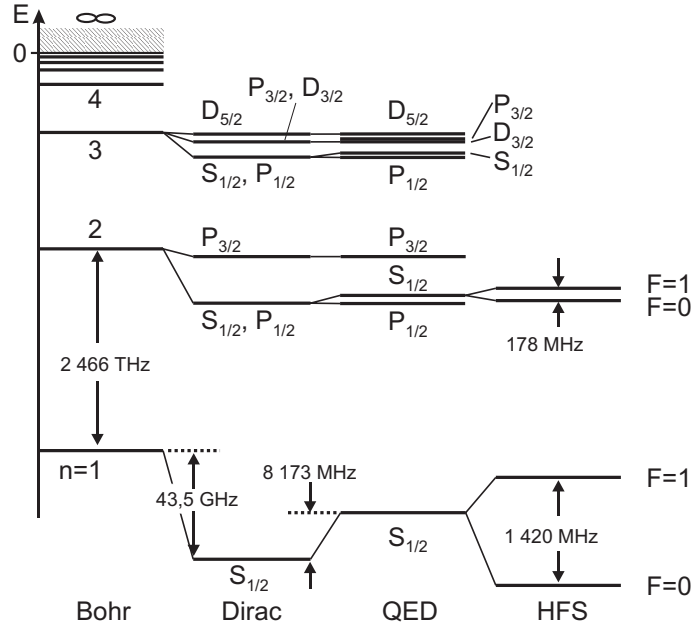 E
∞
0
4
3
D5/2
P3/2, D3/2
D5/2
P3/2
D3/2
S1/2
S1/2, P1/2
P1/2
2
P3/2
P3/2
S1/2
S1/2, P1/2
P1/2
F=1
F=0
178 MHz
2 466 THz
n=1
43,5 GHz
8 173 MHz
S1/2
S1/2
F=1
1 420 MHz
F=0
Bohr
Dirac
QED
HFS